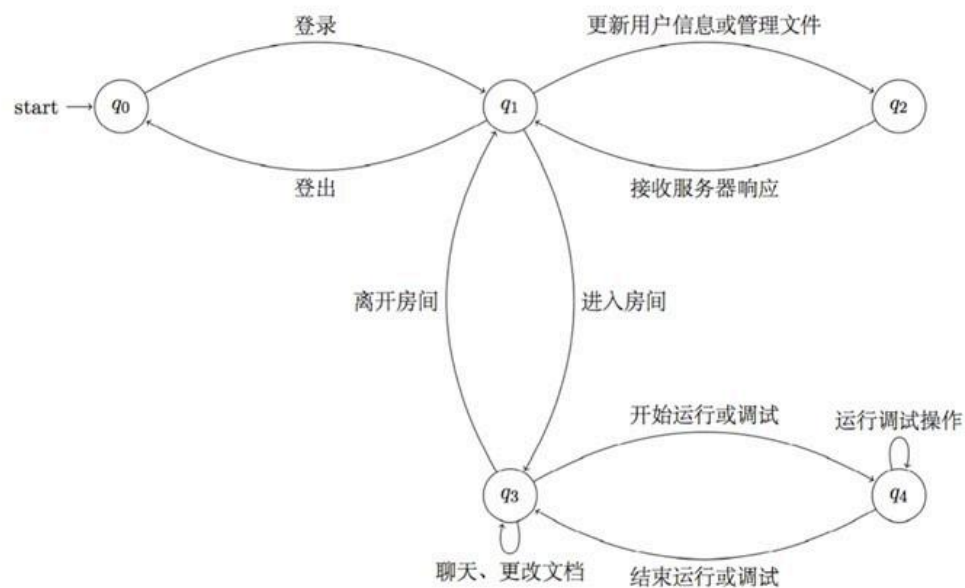 登录
更新用户信息或管理文件
start
q0
q1
q2
登出
接收服务器响应
离开房间
进入房间
开始运行或调试
运行调试操作
q3
q4
聊天、更改文档
结束运行或调试